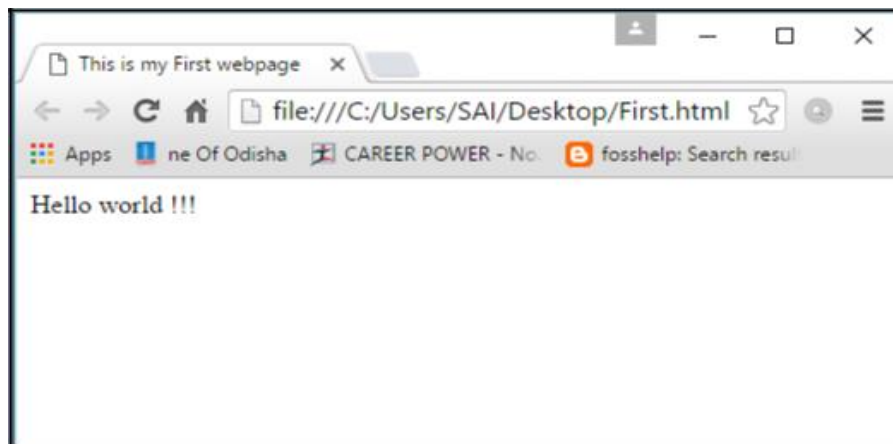 This is my First webpage
file:///C:/Users/SAI/Desktop/First.html
Apps ne Of Odisha CAREER POWER - No. fosshelp: Search resul
Hello world !!!